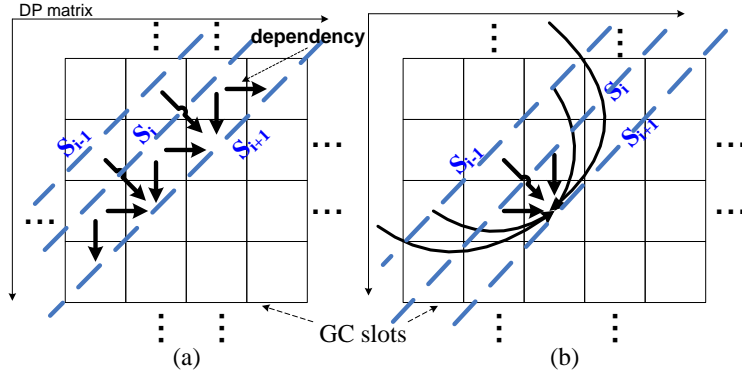 DP matrix
dependency
S_{i-1}
S_i
S_{i+1}
...
...
GC slots
(a)
S_i
S_{i-1}
S_{i+1}
...
...
(b)